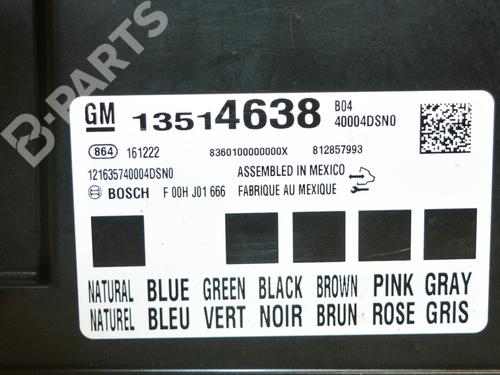 B-PARTS
GM 13514638 B04
40004DSN0
864 161222 8360100000000X 812857993
121635740004DSN0 ASSEMBLED IN MEXICO
BOSCH F 00H J01 666 FABRIQUE AU MEXIQUE
NATURAL BLUE GREEN BLACK BROWN PINK GRAY
NATUREL BLEU VERT NOIR BRUN ROSE GRIS